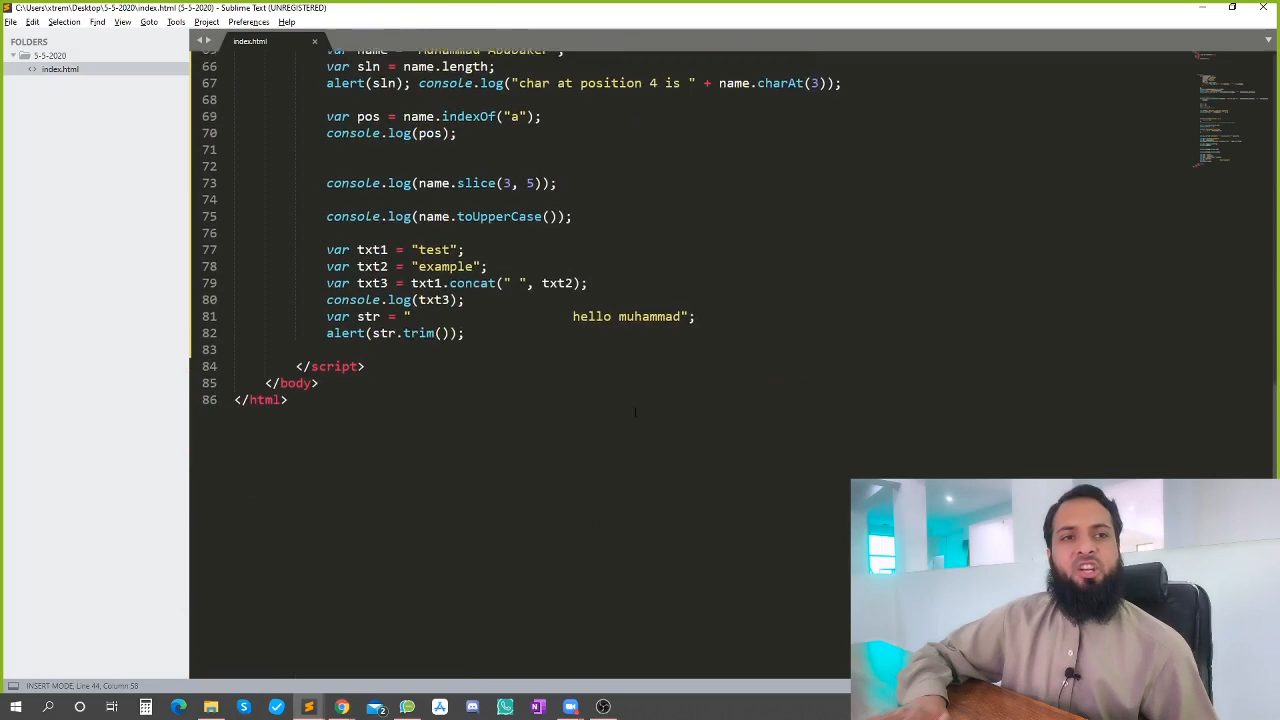 C:\Users\xtrem\Desktop\5-5-2020\index.html (5-5-2020) - Sublime Text (UNREGISTERED)
File Edit Selection Find View Goto Tools Project Preferences Help
FOLDERS
5-5-2020
index.html
index.html
65 var name = "Muhammad Ababaker";
66 var sln = name.length;
67 alert(sln); console.log("char at position 4 is " + name.charAt(3));
68
69 var pos = name.indexOf("a");
70 console.log(pos);
71
72
73 console.log(name.slice(3, 5));
74
75 console.log(name.toUpperCase());
76
77 var txt1 = "test";
78 var txt2 = "example";
79 var txt3 = txt1.concat(" ", txt2);
80 console.log(txt3);
81 var str = "                     hello muhammad";
82 alert(str.trim());
83
84 </script>
85 </body>
86 </html>
INSERT MODE, Line 44, Column 58